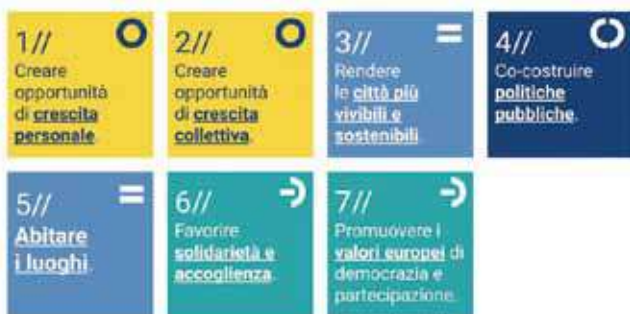 1//
Creare
opportunità
di crescita
personale.
2//
Creare
opportunità
di crescita
collettiva.
3//
Rendere
le città più
vivibili e
sostenibili.
4//
Co-costruire
politiche
pubbliche.
5//
Abitare
i luoghi.
6//
Favorire
solidarietà e
accoglienza.
7//
Promuovere i
valori europei di
democrazia e
partecipazione.